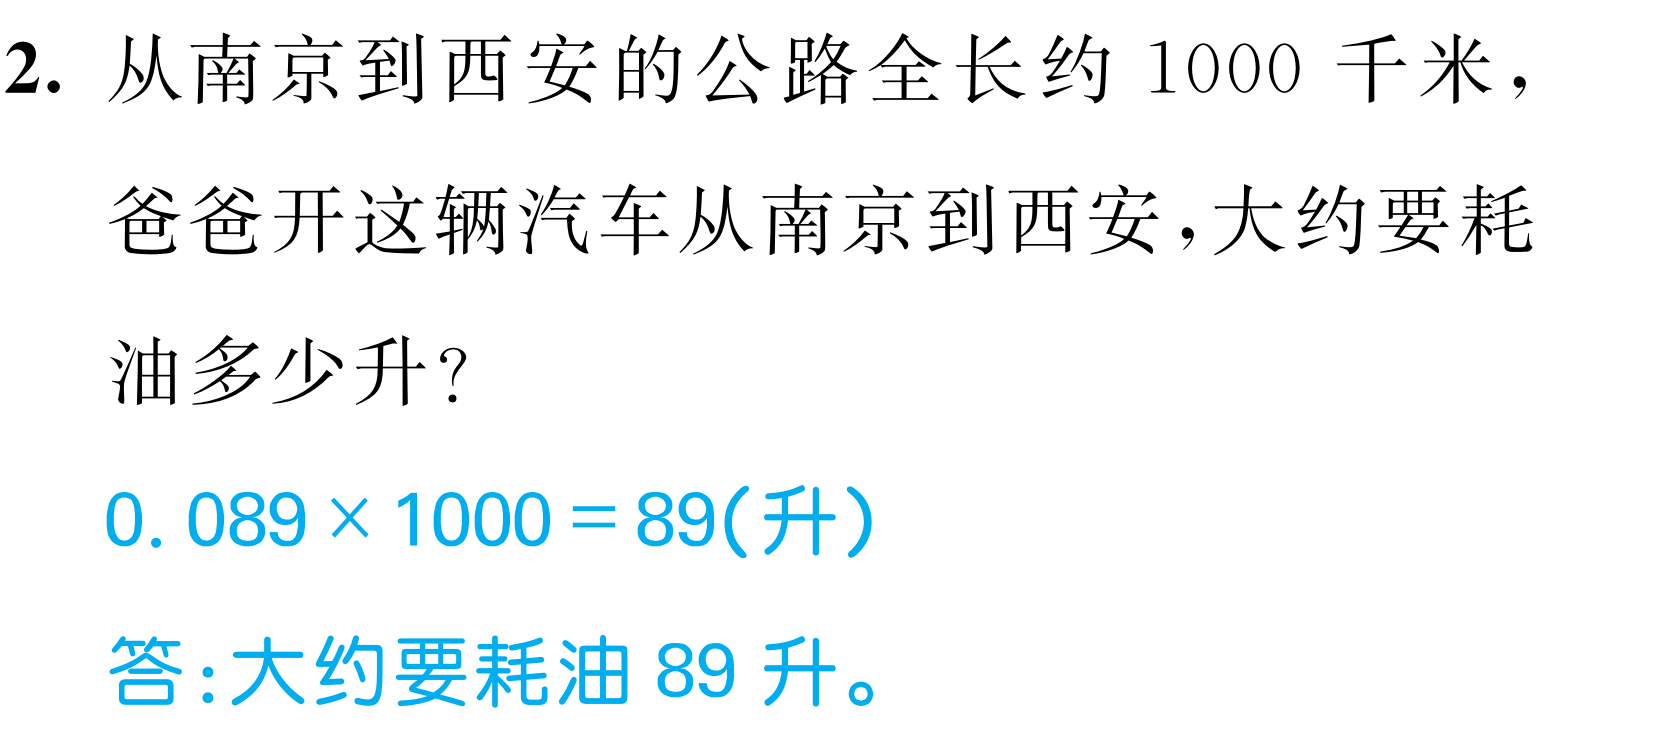 2. 从南京到西安的公路全长约 1000 千米，
爸爸开这辆汽车从南京到西安，大约要耗
油多少升？
0.089×1000=89(升)
答：大约要耗油 89 升。